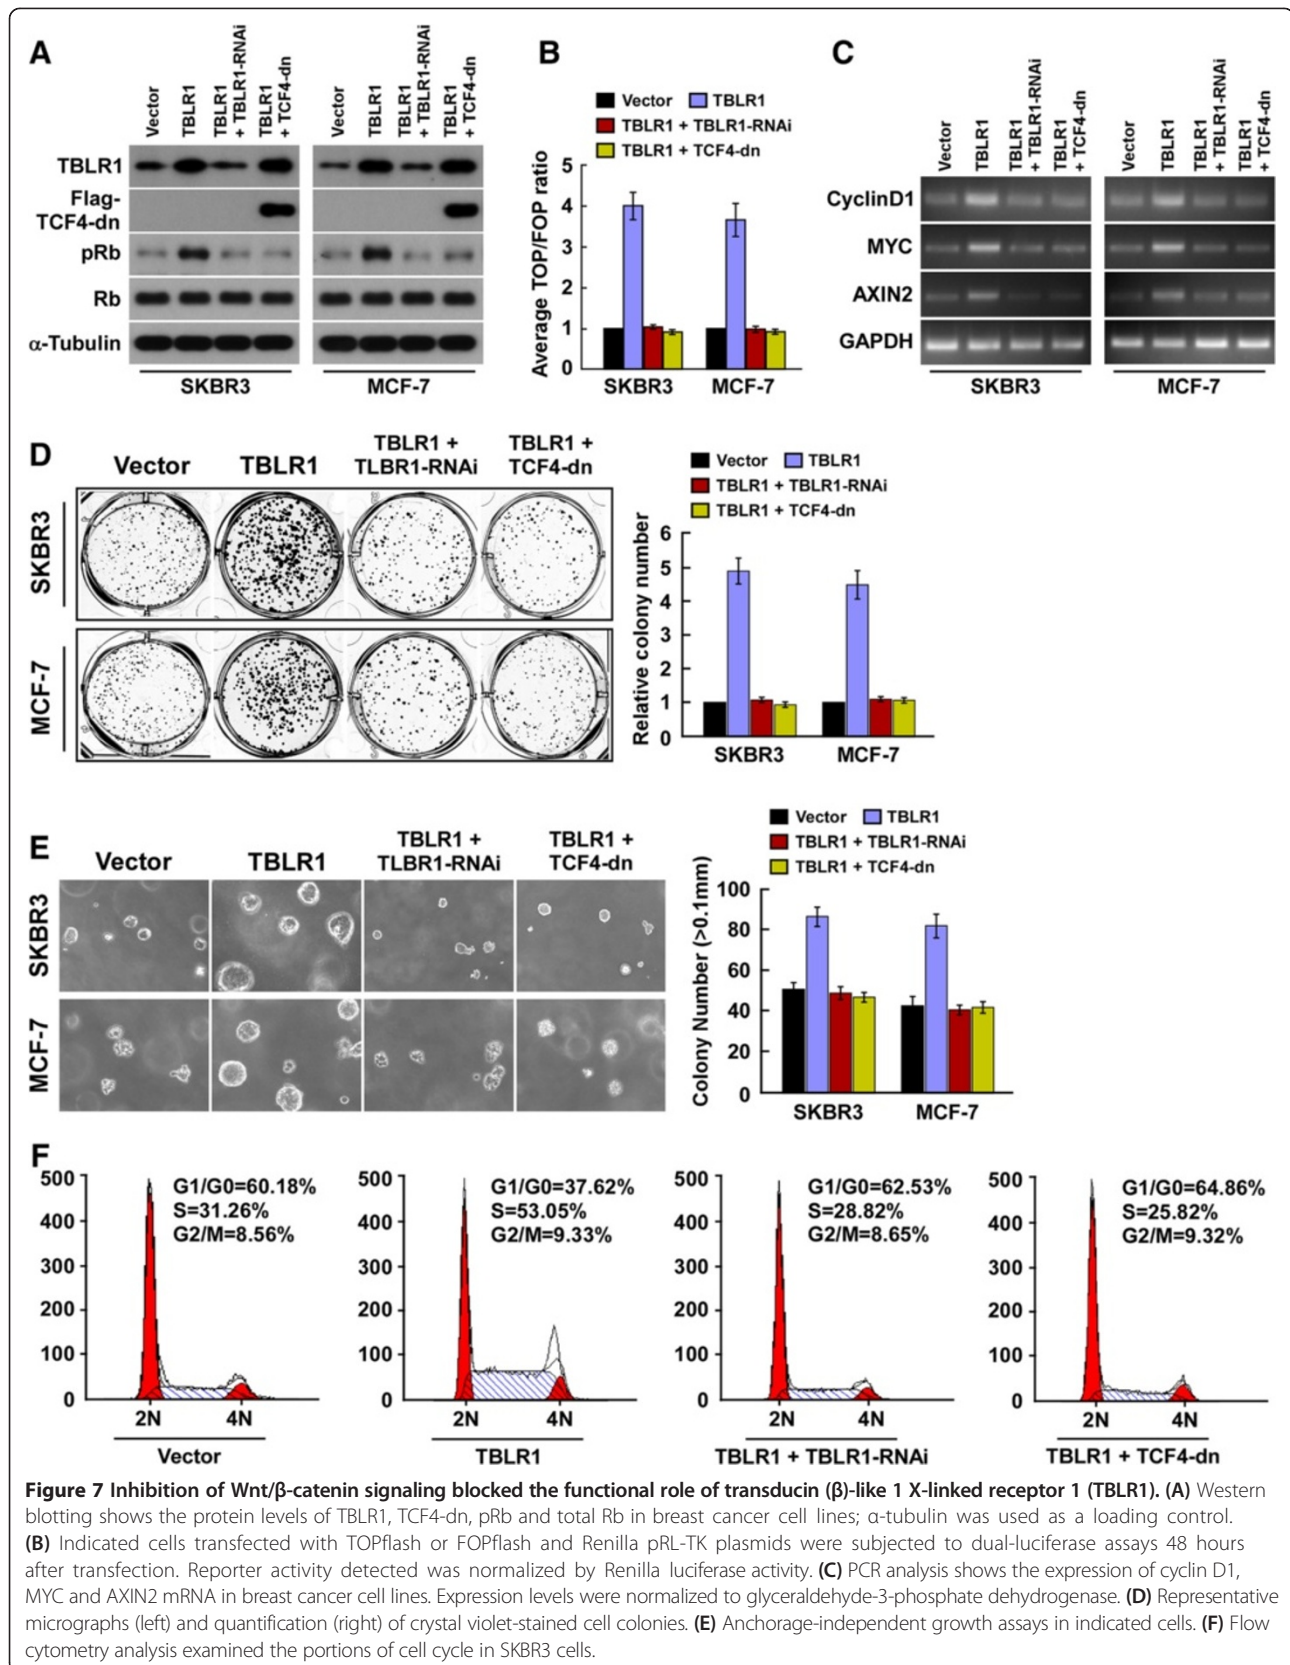 A
Vector
TBLR1
TBLR1
+ TBLR1-RNAi
TBLR1
+ TCF4-dn
Vector
TBLR1
TBLR1
+ TBLR1-RNAi
TBLR1
+ TCF4-dn
TBLR1
Flag-
TCF4-dn
pRb
Rb
α-Tubulin
SKBR3
MCF-7
B
Vector
TBLR1
TBLR1 + TBLR1-RNAi
TBLR1 + TCF4-dn
Average TOP/FOP ratio
5
4
3
2
1
0
SKBR3
MCF-7
C
Vector
TBLR1
TBLR1
+ TBLR1-RNAi
TBLR1
+ TCF4-dn
Vector
TBLR1
TBLR1
+ TBLR1-RNAi
TBLR1
+ TCF4-dn
CyclinD1
MYC
AXIN2
GAPDH
SKBR3
MCF-7
D
Vector
TBLR1
TBLR1 +
TLBR1-RNAi
TBLR1 +
TCF4-dn
SKBR3
MCF-7
Vector
TBLR1
TBLR1 + TBLR1-RNAi
TBLR1 + TCF4-dn
Relative colony number
6
5
4
3
2
1
0
SKBR3
MCF-7
E
Vector
TBLR1
TBLR1 +
TLBR1-RNAi
TBLR1 +
TCF4-dn
SKBR3
MCF-7
Vector
TBLR1
TBLR1 + TBLR1-RNAi
TBLR1 + TCF4-dn
Colony Number (>0.1mm)
100
80
60
40
20
0
SKBR3
MCF-7
F
500
400
300
200
100
0
G1/G0=60.18%
S=31.26%
G2/M=8.56%
2N
4N
Vector
500
400
300
200
100
0
G1/G0=37.62%
S=53.05%
G2/M=9.33%
2N
4N
TBLR1
500
400
300
200
100
0
G1/G0=62.53%
S=28.82%
G2/M=8.65%
2N
4N
TBLR1 + TBLR1-RNAi
500
400
300
200
100
0
G1/G0=64.86%
S=25.82%
G2/M=9.32%
2N
4N
TBLR1 + TCF4-dn
Figure 7 Inhibition of Wnt/β-catenin signaling blocked the functional role of transducin (β)-like 1 X-linked receptor 1 (TBLR1). (A) Western
blotting shows the protein levels of TBLR1, TCF4-dn, pRb and total Rb in breast cancer cell lines; α-tubulin was used as a loading control.
(B) Indicated cells transfected with TOPflash or FOPflash and Renilla pRL-TK plasmids were subjected to dual-luciferase assays 48 hours
after transfection. Reporter activity detected was normalized by Renilla luciferase activity. (C) PCR analysis shows the expression of cyclin D1,
MYC and AXIN2 mRNA in breast cancer cell lines. Expression levels were normalized to glyceraldehyde-3-phosphate dehydrogenase. (D) Representative
micrographs (left) and quantification (right) of crystal violet-stained cell colonies. (E) Anchorage-independent growth assays in indicated cells. (F) Flow
cytometry analysis examined the portions of cell cycle in SKBR3 cells.